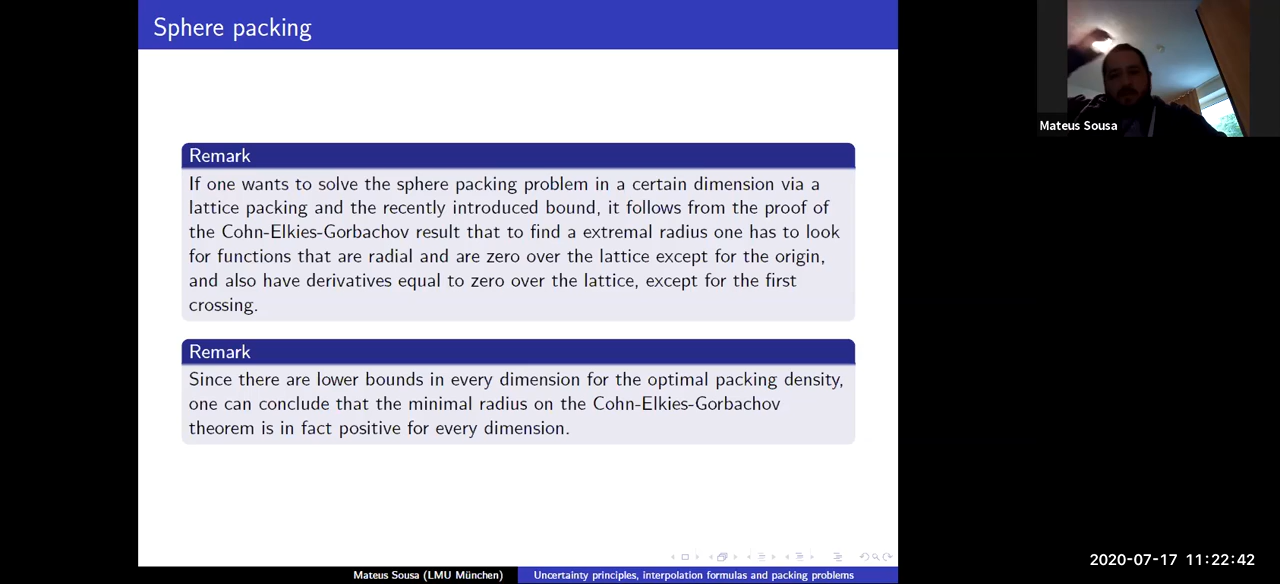 Sphere packing
Remark
If one wants to solve the sphere packing problem in a certain dimension via a
lattice packing and the recently introduced bound, it follows from the proof of
the Cohn-Elkies-Gorbachov result that to find a extremal radius one has to look
for functions that are radial and are zero over the lattice except for the origin,
and also have derivatives equal to zero over the lattice, except for the first
crossing.
Remark
Since there are lower bounds in every dimension for the optimal packing density,
one can conclude that the minimal radius on the Cohn-Elkies-Gorbachov
theorem is in fact positive for every dimension.
Mateus Sousa (LMU München)
Uncertainty principles, interpolation formulas and packing problems
Mateus Sousa
2020-07-17 11:22:42